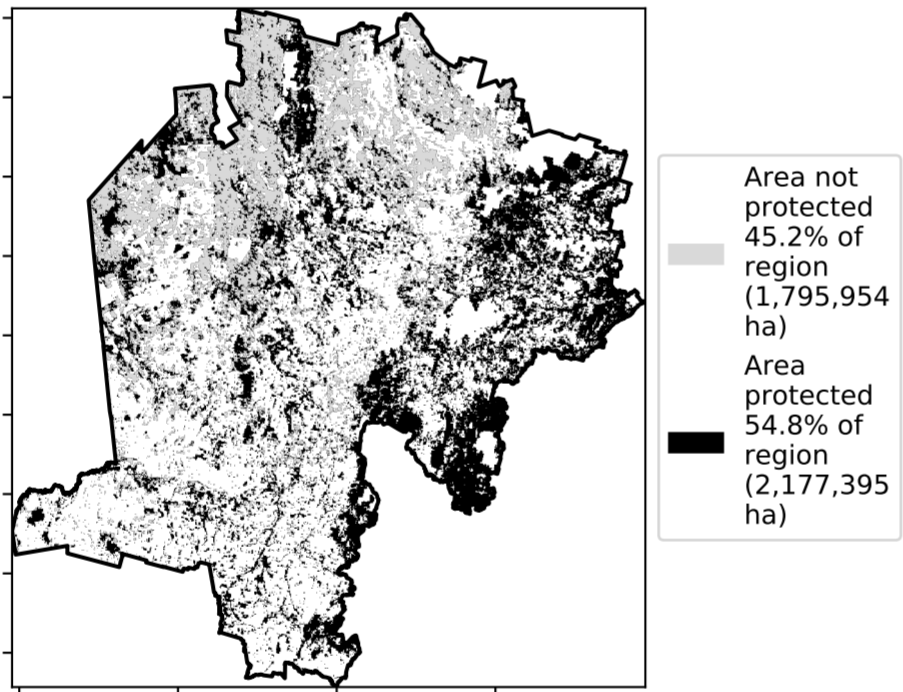 Area not
protected
45.2% of
region
(1,795,954
ha)
Area
protected
54.8% of
region
(2,177,395
ha)